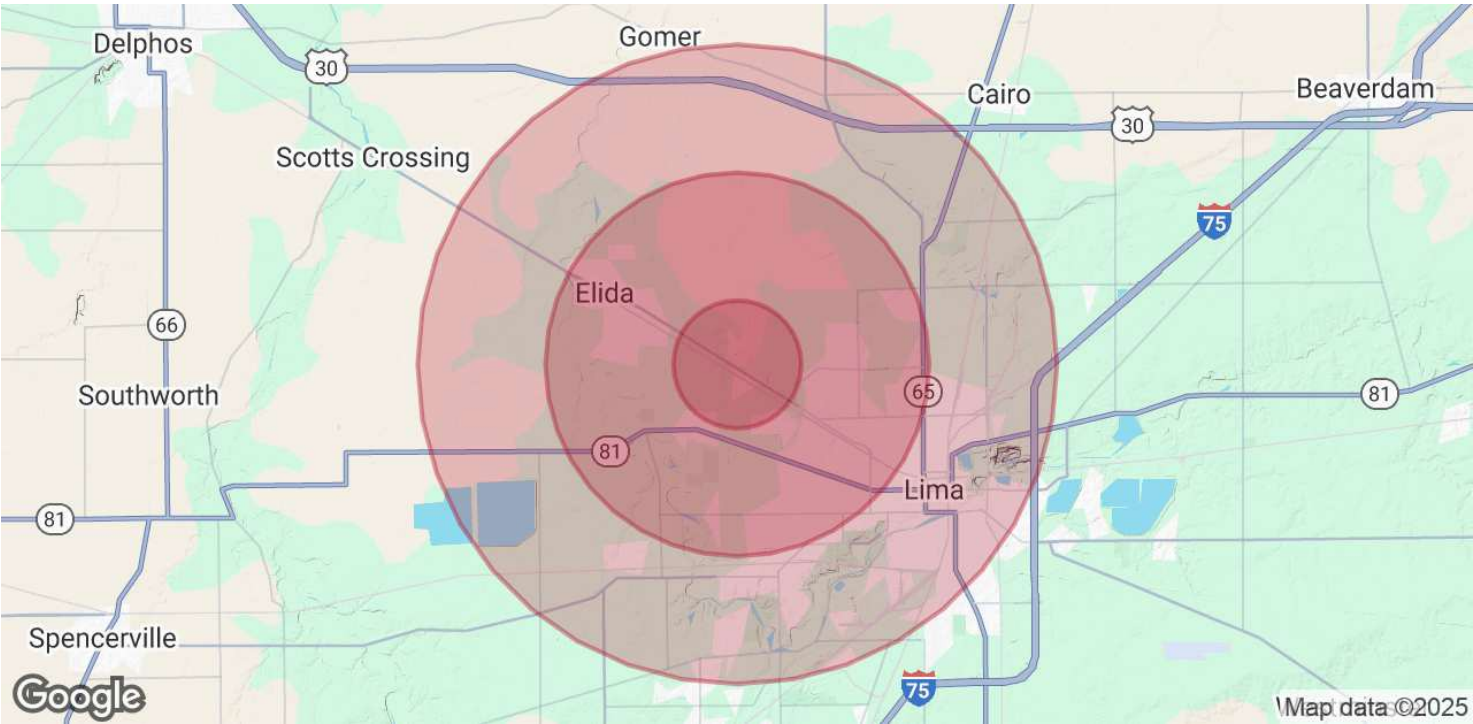 Delphos
Gomer
30
Cairo
Beaverdam
30
Scotts Crossing
75
Elida
66
Southworth
65
81
81
Lima
81
Spencerville
75
Google
Map data ©2025